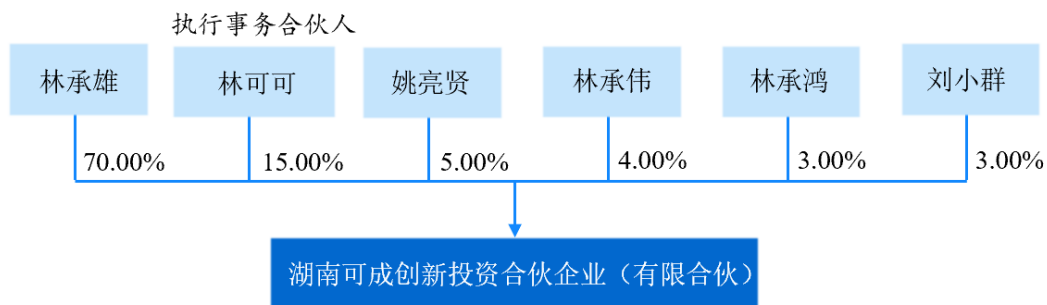 执行事务合伙人
林承雄 林可可 姚亮贤 林承伟 林承鸿 刘小群
70.00% 15.00% 5.00% 4.00% 3.00% 3.00%
湖南可成创新投资合伙企业（有限合伙）